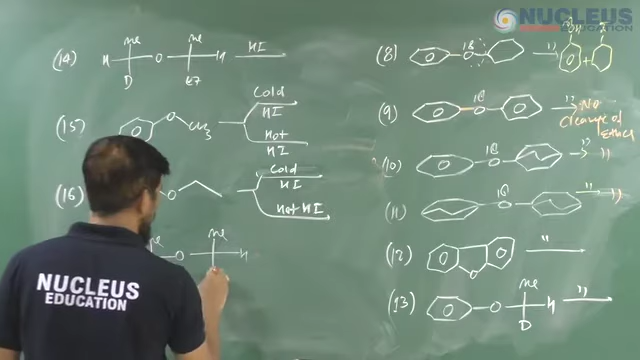 NUCLEUS
EDUCATION
(14) H Me O Me H HI
D Et
(15) O CH3 Cold
HI
Hot
HI
(16) O Cold
HI
Hot HI
Me O Me H
(8) 18 O +
(9) 18 O No
Cleavage of
Ether
(10) 18 O
(11) 18 O
(12) O
(13) O Me H
D
NUCLEUS
EDUCATION